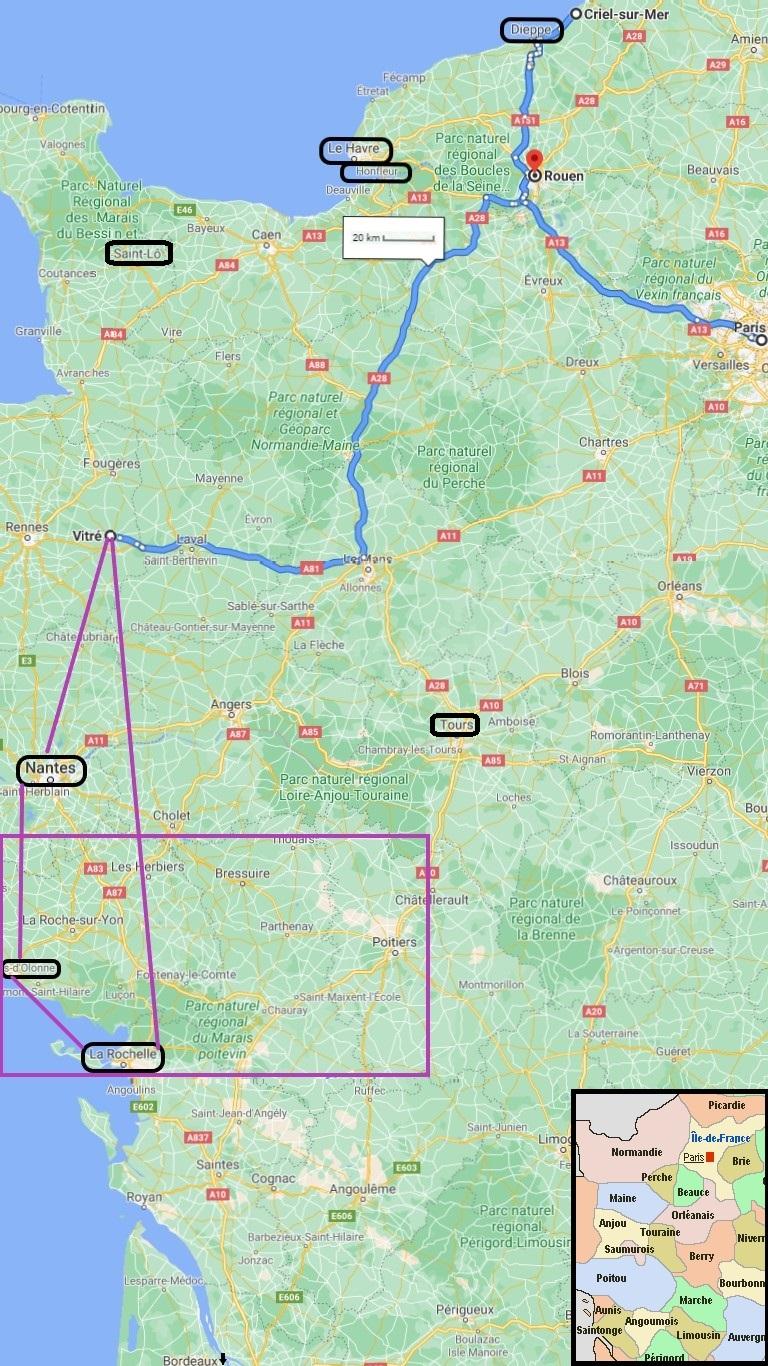 Criel-sur-Mer
Dieppe
A28
Amien
Fécamp
A29
Étretat
A28
bourg-en-Cotentin
A151
A16
Valognes
Le Havre
Parc naturel
régional
des Boucles
de la Seine...
Honfleur
Rouen
Beauvais
Deauville
Parc Naturel
Régional
des Marais
du Bessin et...
A13
E46
Bayeux
A28
Caen
A13
20 km
A13
A16
Saint-Lô
A84
Coutances
Parc naturel
régional du
Vexin français
Évreux
Granville
A84
Vire
A13
Paris
Flers
A88
Dreux
Versailles
Avranches
A28
A10
Parc naturel
régional et
Géoparc
Normandie-Maine
Parc naturel
régional
du Perche
Chartres
Fougères
A11
Mayenne
Rennes
Évron
Vitré
Laval
A11
Saint-Berthevin
Le Mans
A81
A19
Allonnes
Orléans
Sablé-sur-Sarthe
A11
A10
Château-Gontier-sur-Mayenne
Châteaubriant
La Flèche
E3
Blois
A28
A71
Angers
A10
Tours
Amboise
A87
A85
A11
Romorantin-Lanthenay
Chambray-lès-Tours
A85
St-Aignan
Nantes
Parc naturel régional
Loire-Anjou-Touraine
Vierzon
Saint-Herblain
Loches
Cholet
Bou
Thouars
Issoudun
A83
Les Herbiers
A10
Bressuire
A87
Châteauroux
Châtellerault
Le Poinçonnet
Parc naturel
régional de
la Brenne
La Roche-sur-Yon
Parthenay
Poitiers
Argenton-sur-Creuse
s-d'Olonne
Fontenay-le-Comte
Montmorillon
mont-Saint-Hilaire
Luçon
Saint-Maixent-l'École
Chauray
A20
Parc naturel
régional
du Marais
poitevin
La Souterraine
La Rochelle
Guéret
Angoulins
Ruffec
E602
Saint-Jean-d'Angély
Saint-Junien
A837
Limog
Saintes
E603
Cognac
Royan
A10
Angoulême
E606
Parc naturel
régional
Périgord-Limousin
Barbezieux-Saint-Hilaire
Jonzac
Lesparre-Médoc
E606
Périgueux
Boulazac
Isle Manoire
Bordeaux
Picardie
Île-de-France
Normandie
Paris
Brie
Perche
Beauce
Maine
Orléanais
Anjou
Touraine
Nivern
Saumurois
Berry
Poitou
Bourbonn
Marche
Aunis
Angoumois
Saintonge
Limousin
Auvergn
Périgord